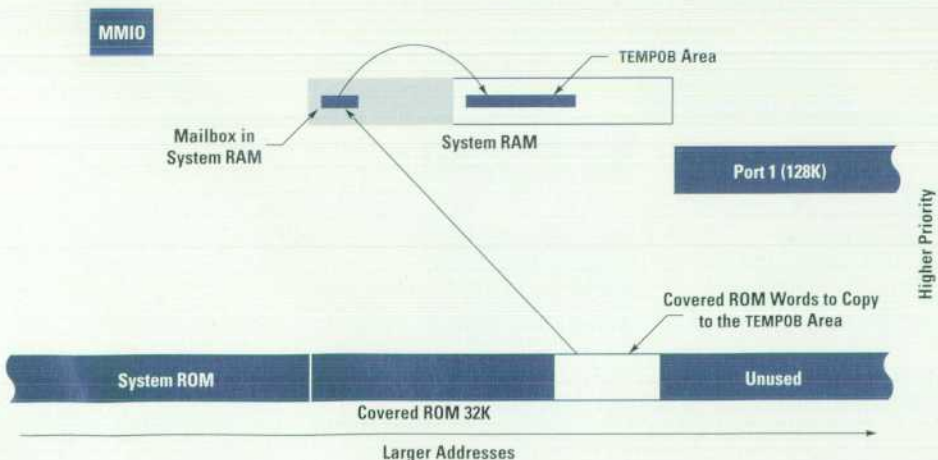 MMIO
TEMPOB Area
Mailbox in
System RAM
System RAM
Port 1 (128K)
Higher Priority
Covered ROM Words to Copy
to the TEMPOB Area
System ROM
Unused
Covered ROM 32K
Larger Addresses